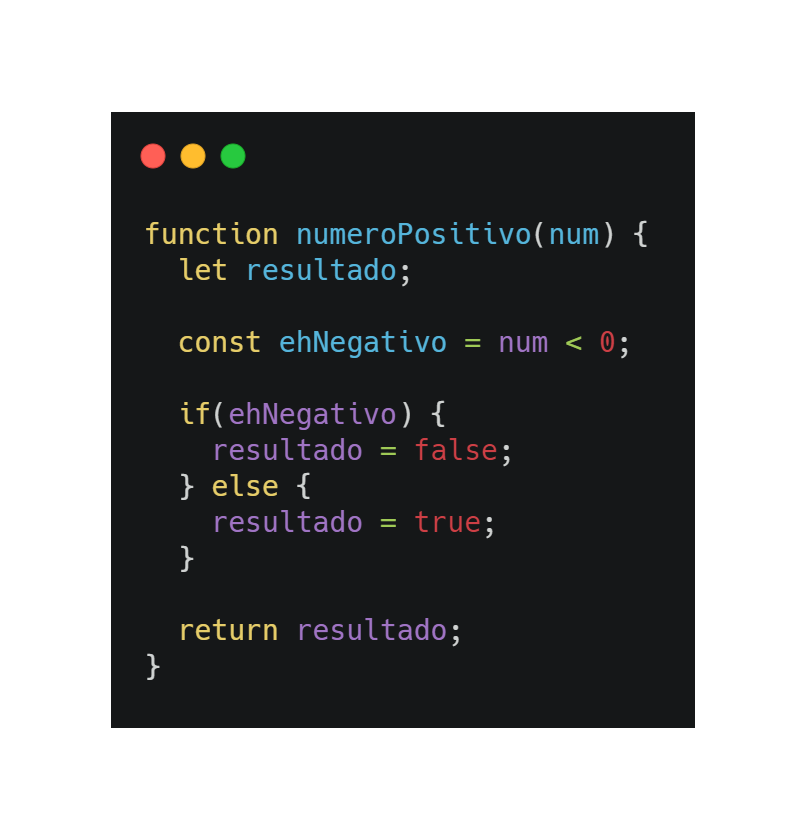 function numeroPositivo(num) {
  let resultado;

  const ehNegativo = num < 0;

  if(ehNegativo) {
    resultado = false;
  } else {
    resultado = true;
  }

  return resultado;
}